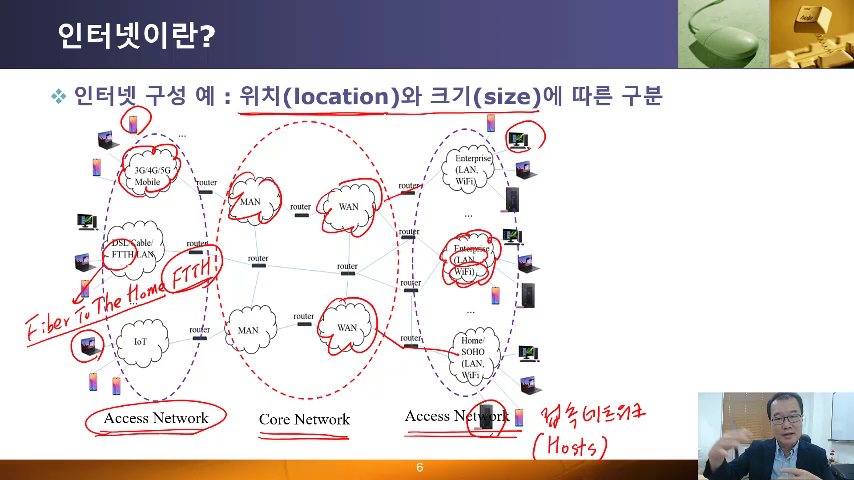 인터넷이란?
❖ 인터넷 구성 예 : 위치(location)와 크기(size)에 따른 구분
...
3G/4G/5G
Mobile
router
MAN
router
WAN
router
Enterprise
(LAN,
WiFi)
...
DSL/Cable/
FTTH/LAN
router
FTTH
router
router
router
router
Enterprise
(LAN,
WiFi)
...
Fiber To The Home
...
IoT
router
MAN
router
WAN
router
Home/
SOHO
(LAN,
WiFi
Access Network
Core Network
Access Network
접속네트워크
(Hosts)
6